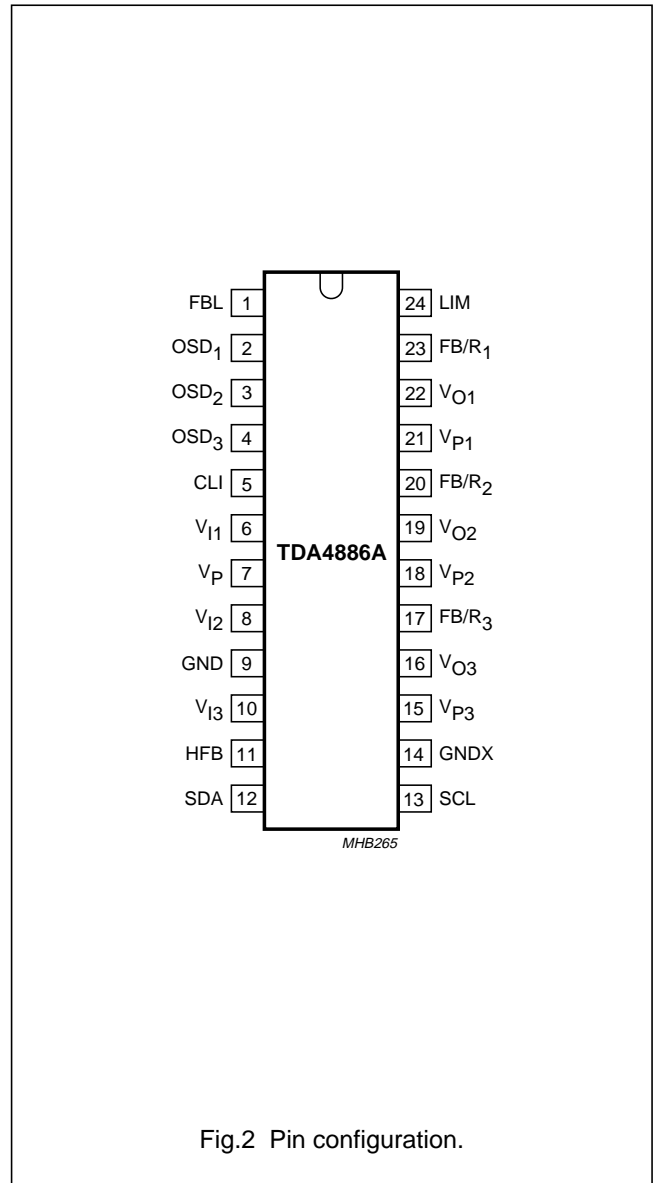 FBL 1 24 LIM
OSD1 2 23 FB/R1
OSD2 3 22 VO1
OSD3 4 21 VP1
CLI 5 20 FB/R2
VI1 6 19 VO2
TDA4886A
VP 7 18 VP2
VI2 8 17 FB/R3
GND 9 16 VO3
VI3 10 15 VP3
HFB 11 14 GNDX
SDA 12 13 SCL
MHB265
Fig.2 Pin configuration.